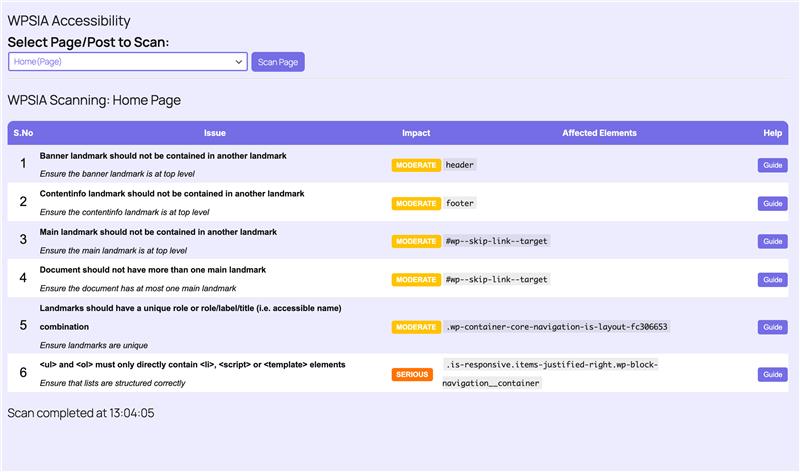 WPSIA Accessibility
Select Page/Post to Scan:
Home(Page) Scan Page
WPSIA Scanning: Home Page
S.No Issue Impact Affected Elements Help
1 Banner landmark should not be contained in another landmark
Ensure the banner landmark is at top level
MODERATE header Guide
2 Contentinfo landmark should not be contained in another landmark
Ensure the contentinfo landmark is at top level
MODERATE footer Guide
3 Main landmark should not be contained in another landmark
Ensure the main landmark is at top level
MODERATE #wp--skip-link--target Guide
4 Document should not have more than one main landmark
Ensure the document has at most one main landmark
MODERATE #wp--skip-link--target Guide
5 Landmarks should have a unique role or role/label/title (i.e. accessible name)
combination
Ensure landmarks are unique
MODERATE .wp-container-core-navigation-is-layout-fc306653 Guide
6 <ul> and <ol> must only directly contain <li>, <script> or <template> elements
Ensure that lists are structured correctly
SERIOUS .is-responsive.items-justified-right.wp-block-
navigation__container Guide
Scan completed at 13:04:05